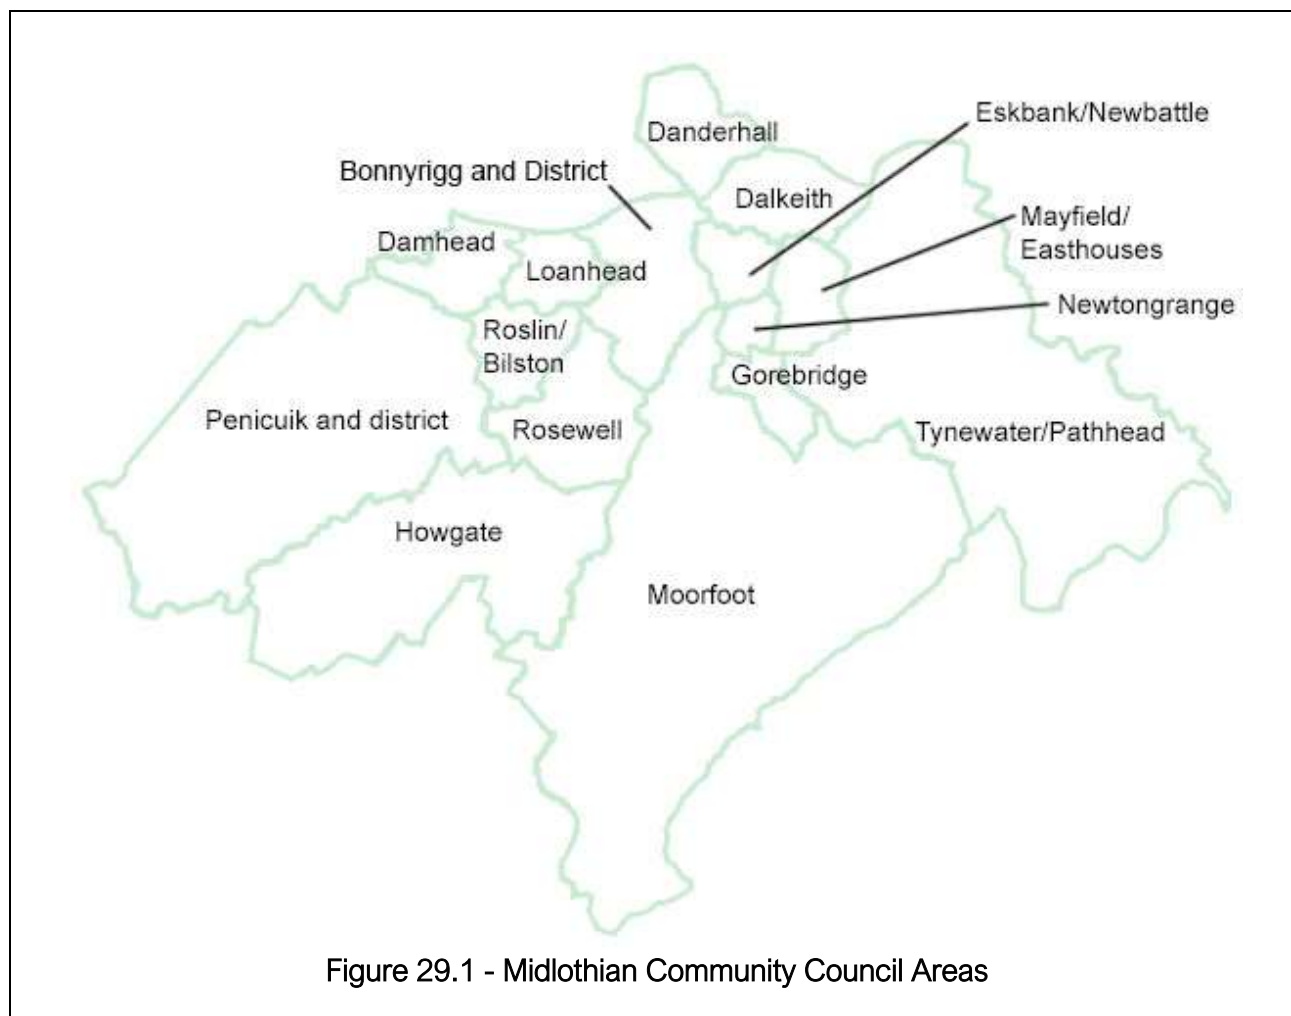 Eskbank/Newbattle
Danderhall
Bonnyrigg and District
Dalkeith
Mayfield/
Easthouses
Damhead
Loanhead
Newtongrange
Roslin/
Bilston
Gorebridge
Penicuik and district
Rosewell
Tynewater/Pathhead
Howgate
Moorfoot
Figure 29.1 - Midlothian Community Council Areas